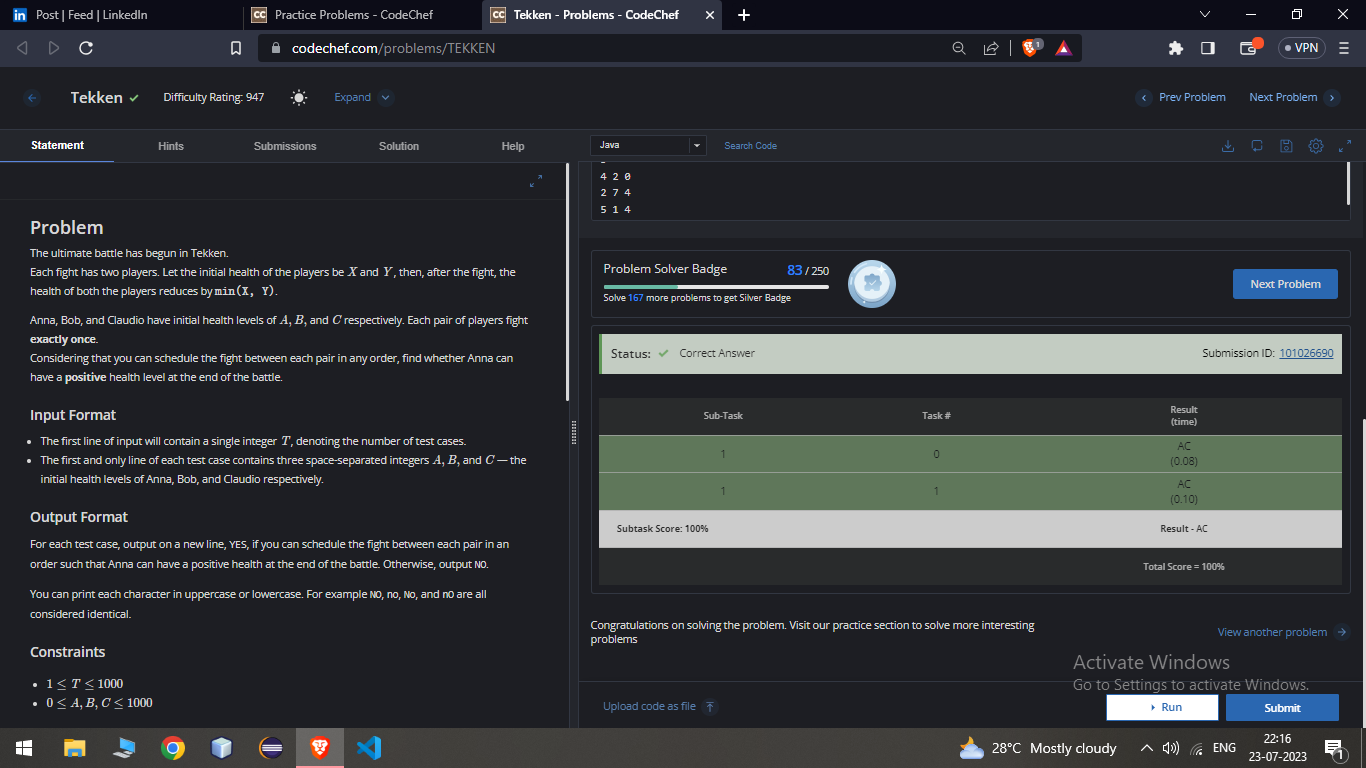 Post | Feed | LinkedIn
Practice Problems - CodeChef
Tekken - Problems - CodeChef
codechef.com/problems/TEKKEN
1
VPN
Tekken
Difficulty Rating: 947
Expand
Prev Problem
Next Problem
Statement
Hints
Submissions
Solution
Help
Problem
The ultimate battle has begun in Tekken.
Each fight has two players. Let the initial health of the players be X and Y, then, after the fight, the
health of both the players reduces by min(X, Y).
Anna, Bob, and Claudio have initial health levels of A, B, and C respectively. Each pair of players fight
exactly once.
Considering that you can schedule the fight between each pair in any order, find whether Anna can
have a positive health level at the end of the battle.
Input Format
• The first line of input will contain a single integer T, denoting the number of test cases.
• The first and only line of each test case contains three space-separated integers A, B, and C — the
initial health levels of Anna, Bob, and Claudio respectively.
Output Format
For each test case, output on a new line, YES, if you can schedule the fight between each pair in an
order such that Anna can have a positive health at the end of the battle. Otherwise, output NO.
You can print each character in uppercase or lowercase. For example NO, no, No, and nO are all
considered identical.
Constraints
• 1 ≤ T ≤ 1000
• 0 ≤ A, B, C ≤ 1000
Java
Search Code
4 2 0
2 7 4
5 1 4
Problem Solver Badge
83 / 250
Solve 167 more problems to get Silver Badge
Next Problem
Status:
Correct Answer
Submission ID: 101026690
Sub-Task
Task #
Result
(time)
1
0
AC
(0.08)
1
1
AC
(0.10)
Subtask Score: 100%
Result - AC
Total Score = 100%
Congratulations on solving the problem. Visit our practice section to solve more interesting
problems
View another problem
Activate Windows
Go to Settings to activate Windows.
Upload code as file
Run
Submit
28°C Mostly cloudy
ENG
22:16
23-07-2023
1